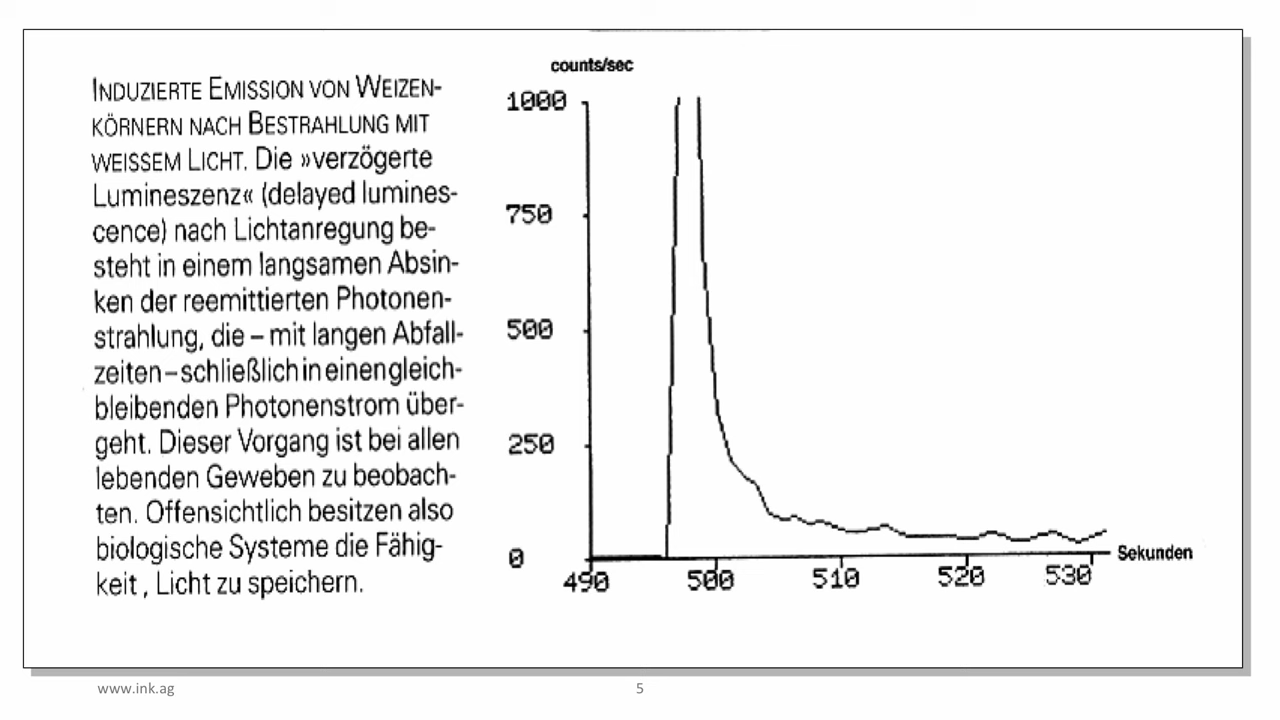 INDUZIERTE EMISSION VON WEIZEN-
KÖRNERN NACH BESTRAHLUNG MIT
WEISSEM LICHT. Die »verzögerte
Lumineszenz« (delayed lumines-
cence) nach Lichtanregung be-
steht in einem langsamen Absin-
ken der reemittierten Photonen-
strahlung, die – mit langen Abfall-
zeiten – schließlich in einen gleich-
bleibenden Photonenstrom über-
geht. Dieser Vorgang ist bei allen
lebenden Geweben zu beobach-
ten. Offensichtlich besitzen also
biologische Systeme die Fähig-
keit , Licht zu speichern.
counts/sec
1000
750
500
250
0
490 500 510 520 530
Sekunden
www.ink.ag
5